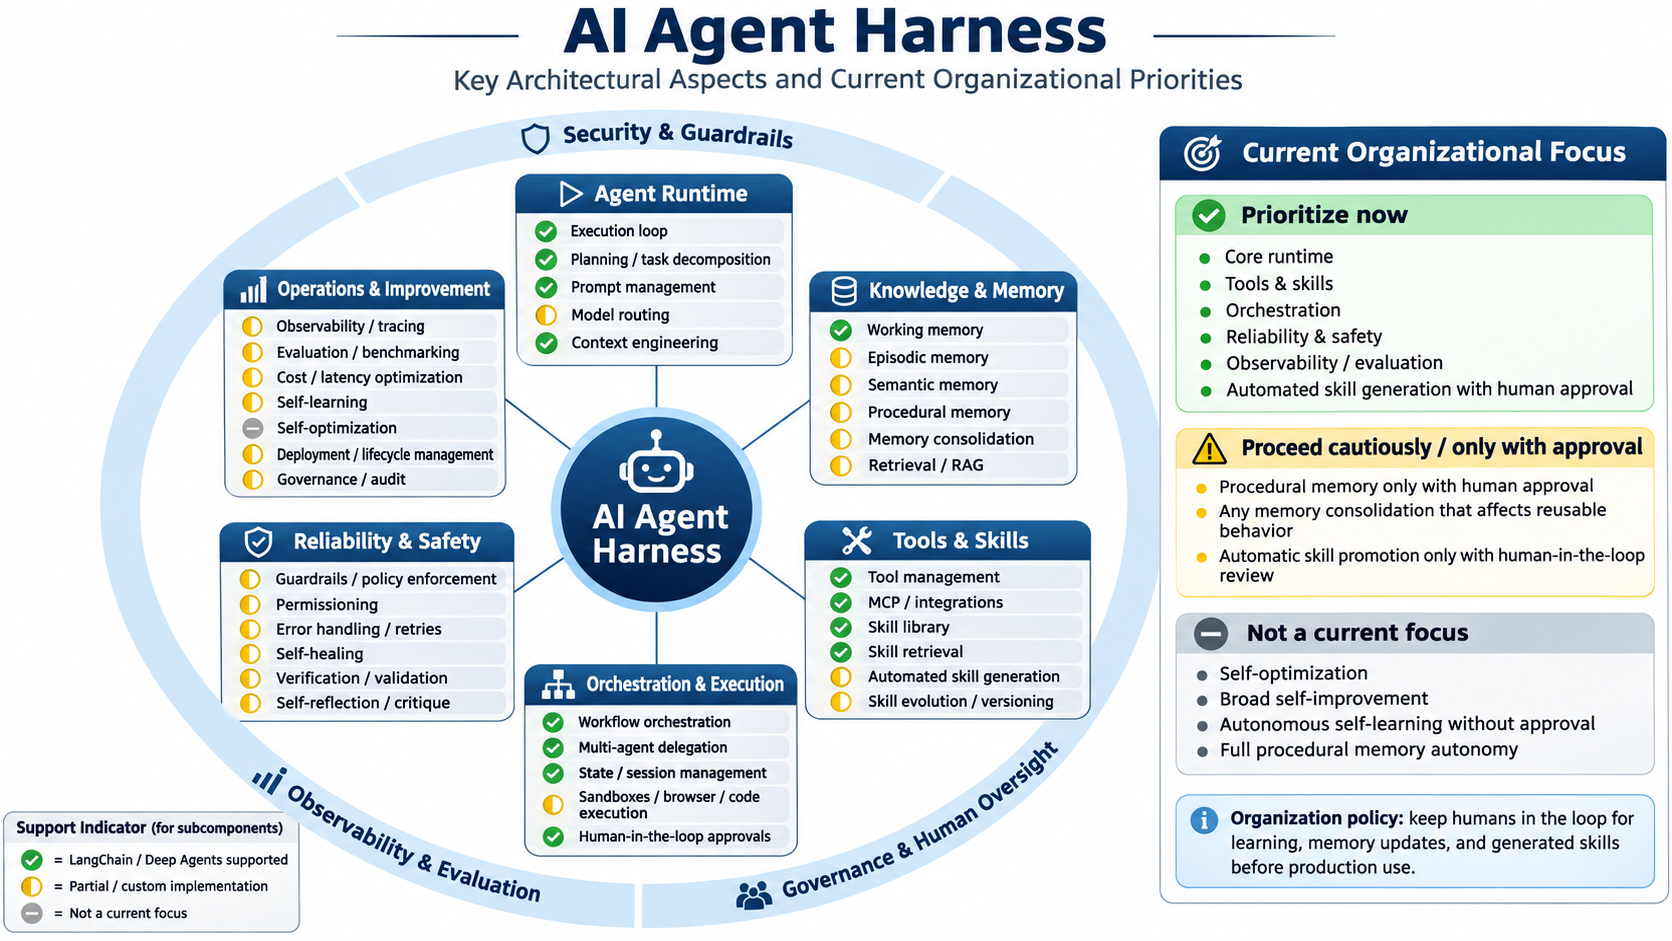 AI Agent Harness
Key Architectural Aspects and Current Organizational Priorities
Security & Guardrails
Agent Runtime
Execution loop
Planning / task decomposition
Prompt management
Model routing
Context engineering
Operations & Improvement
Observability / tracing
Evaluation / benchmarking
Cost / latency optimization
Self-learning
Self-optimization
Deployment / lifecycle management
Governance / audit
Knowledge & Memory
Working memory
Episodic memory
Semantic memory
Procedural memory
Memory consolidation
Retrieval / RAG
AI Agent
Harness
Reliability & Safety
Guardrails / policy enforcement
Permissioning
Error handling / retries
Self-healing
Verification / validation
Self-reflection / critique
Tools & Skills
Tool management
MCP / integrations
Skill library
Skill retrieval
Automated skill generation
Skill evolution / versioning
Orchestration & Execution
Workflow orchestration
Multi-agent delegation
State / session management
Sandboxes / browser / code
execution
Human-in-the-loop approvals
Observability & Evaluation
Governance & Human Oversight
Support Indicator (for subcomponents)
= LangChain / Deep Agents supported
= Partial / custom implementation
= Not a current focus
Current Organizational Focus
Prioritize now
Core runtime
Tools & skills
Orchestration
Reliability & safety
Observability / evaluation
Automated skill generation with human approval
Proceed cautiously / only with approval
Procedural memory only with human approval
Any memory consolidation that affects reusable
behavior
Automatic skill promotion only with human-in-the-loop
review
Not a current focus
Self-optimization
Broad self-improvement
Autonomous self-learning without approval
Full procedural memory autonomy
Organization policy: keep humans in the loop for
learning, memory updates, and generated skills
before production use.